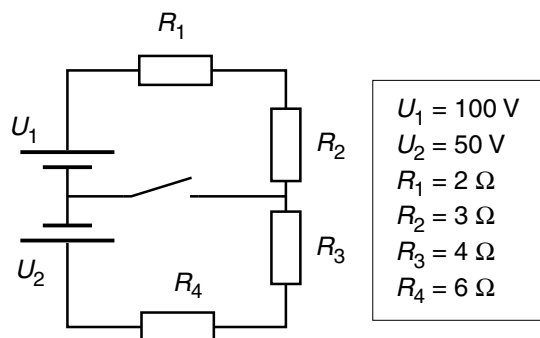 R₁
U₁
R₂
R₃
U₂
R₄
U₁ = 100 V
U₂ = 50 V
R₁ = 2 Ω
R₂ = 3 Ω
R₃ = 4 Ω
R₄ = 6 Ω